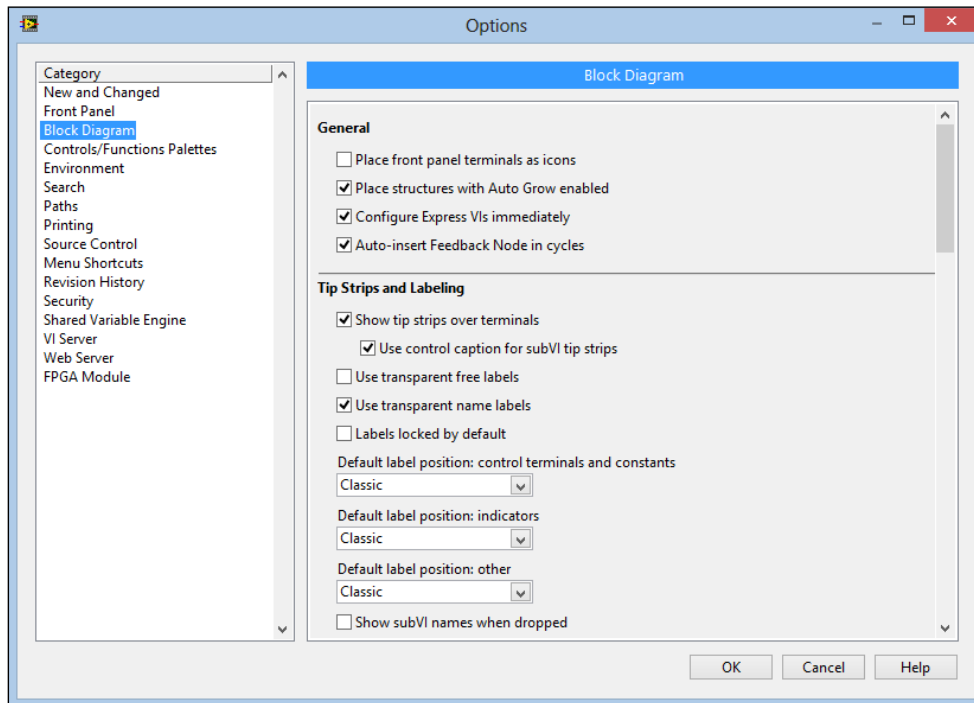 Options
Category
New and Changed
Front Panel
Block Diagram
Controls/Functions Palettes
Environment
Search
Paths
Printing
Source Control
Menu Shortcuts
Revision History
Security
Shared Variable Engine
VI Server
Web Server
FPGA Module
Block Diagram
General
Place front panel terminals as icons
Place structures with Auto Grow enabled
Configure Express VIs immediately
Auto-insert Feedback Node in cycles
Tip Strips and Labeling
Show tip strips over terminals
Use control caption for subVI tip strips
Use transparent free labels
Use transparent name labels
Labels locked by default
Default label position: control terminals and constants
Classic
Default label position: indicators
Classic
Default label position: other
Classic
Show subVI names when dropped
OK Cancel Help